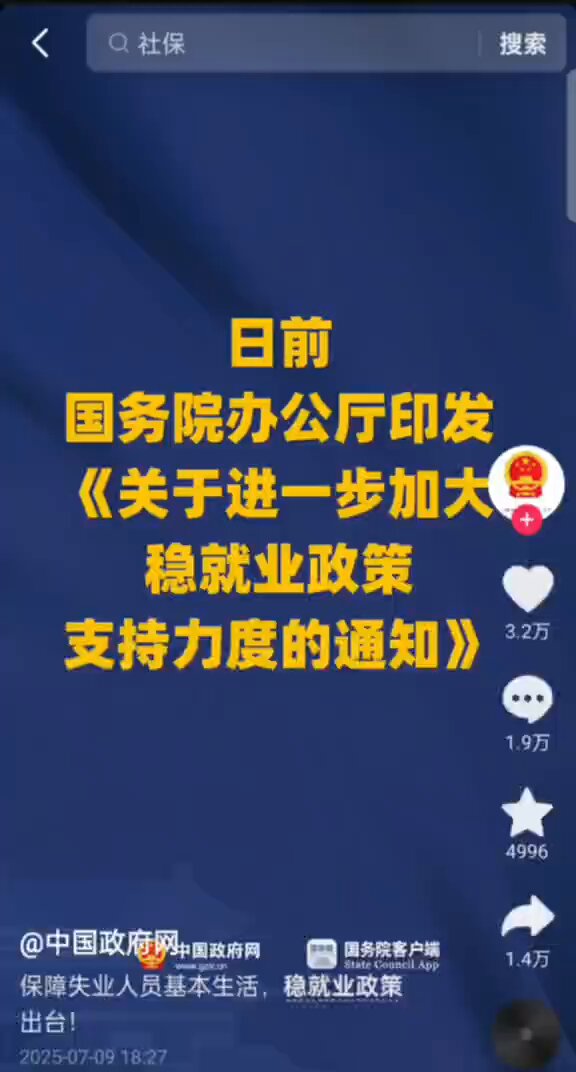 社保
搜索
日前
国务院办公厅印发
《关于进一步加大
稳就业政策
支持力度的通知》
3.2万
1.9万
4996
1.4万
@中国政府网
中国政府网
www.gov.cn
国务院客户端
State Council App
保障失业人员基本生活，稳就业政策
出台！
2025-07-09 18:27